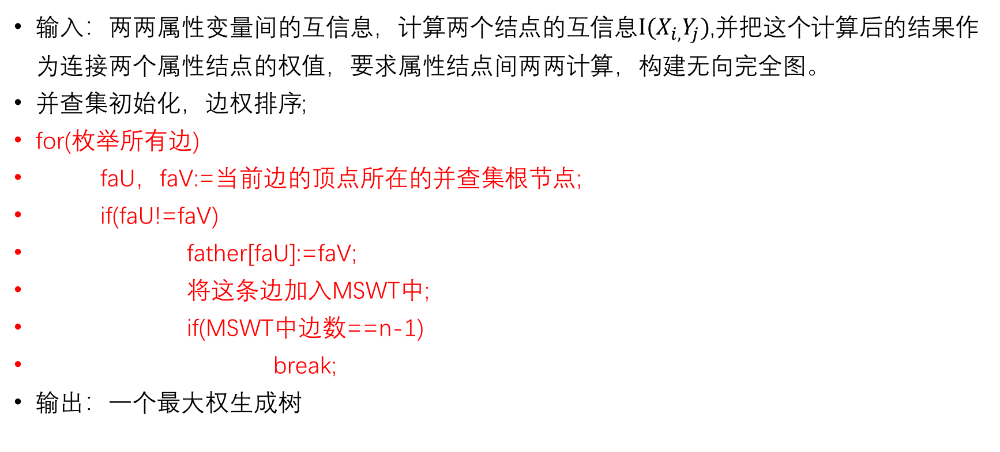 • 输入：两两属性变量间的互信息，计算两个结点的互信息I(Xi,Yj),并把这个计算后的结果作
为连接两个属性结点的权值，要求属性结点间两两计算，构建无向完全图。
• 并查集初始化，边权排序;
• for(枚举所有边)
• faU，faV:=当前边的顶点所在的并查集根节点;
• if(faU!=faV)
• father[faU]:=faV;
• 将这条边加入MSWT中;
• if(MSWT中边数==n-1)
• break;
• 输出：一个最大权生成树